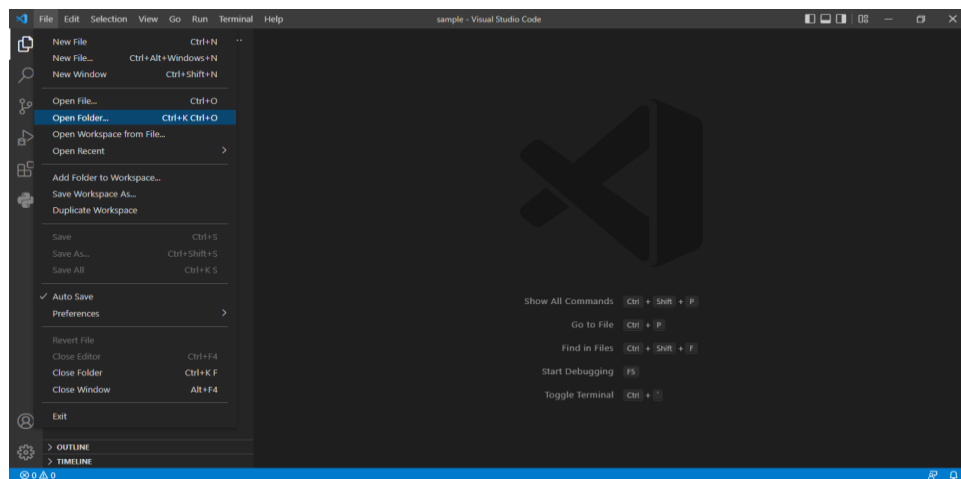 File Edit Selection View Go Run Terminal Help sample - Visual Studio Code
New File Ctrl+N
New File... Ctrl+Alt+Windows+N
New Window Ctrl+Shift+N
Open File... Ctrl+O
Open Folder... Ctrl+K Ctrl+O
Open Workspace from File...
Open Recent
Add Folder to Workspace...
Save Workspace As...
Duplicate Workspace
Save Ctrl+S
Save As... Ctrl+Shift+S
Save All Ctrl+K S
Auto Save
Preferences
Revert File
Close Editor Ctrl+F4
Close Folder Ctrl+K F
Close Window Alt+F4
Exit
OUTLINE
TIMELINE
0 0
Show All Commands Ctrl + Shift + P
Go to File Ctrl + P
Find in Files Ctrl + Shift + F
Start Debugging F5
Toggle Terminal Ctrl + `